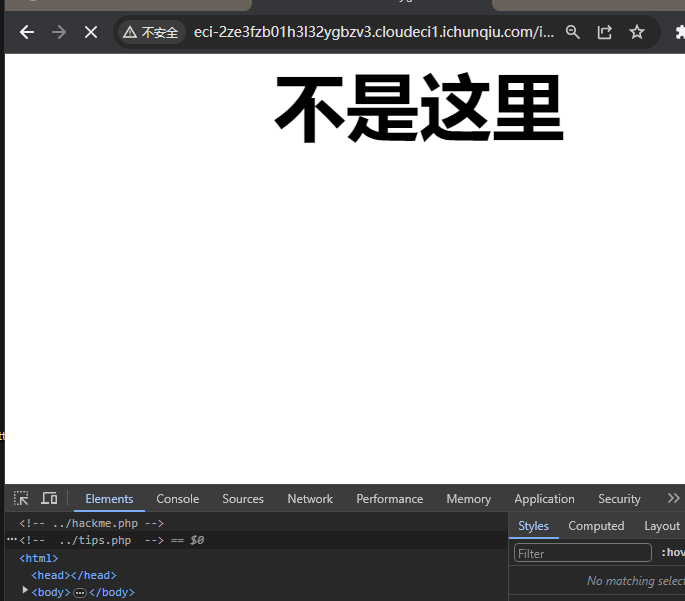 不安全 eci-2ze3fzb01h3l32ygbzv3.cloudeci1.ichunqiu.com/i...
不是这里
Elements Console Sources Network Performance Memory Application Security
<!-- ../hackme.php -->
Styles Computed Layout
<!--  ../tips.php  --> == $0
<html>
Filter :hov
<head></head>
No matching select
<body>…</body>